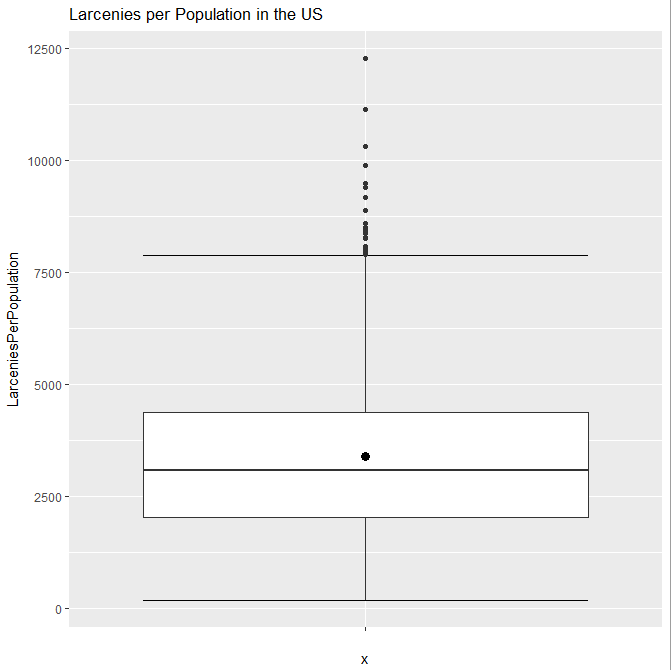 Larcenies per Population in the US
12500
10000
7500
5000
2500
0
LarceniesPerPopulation
x